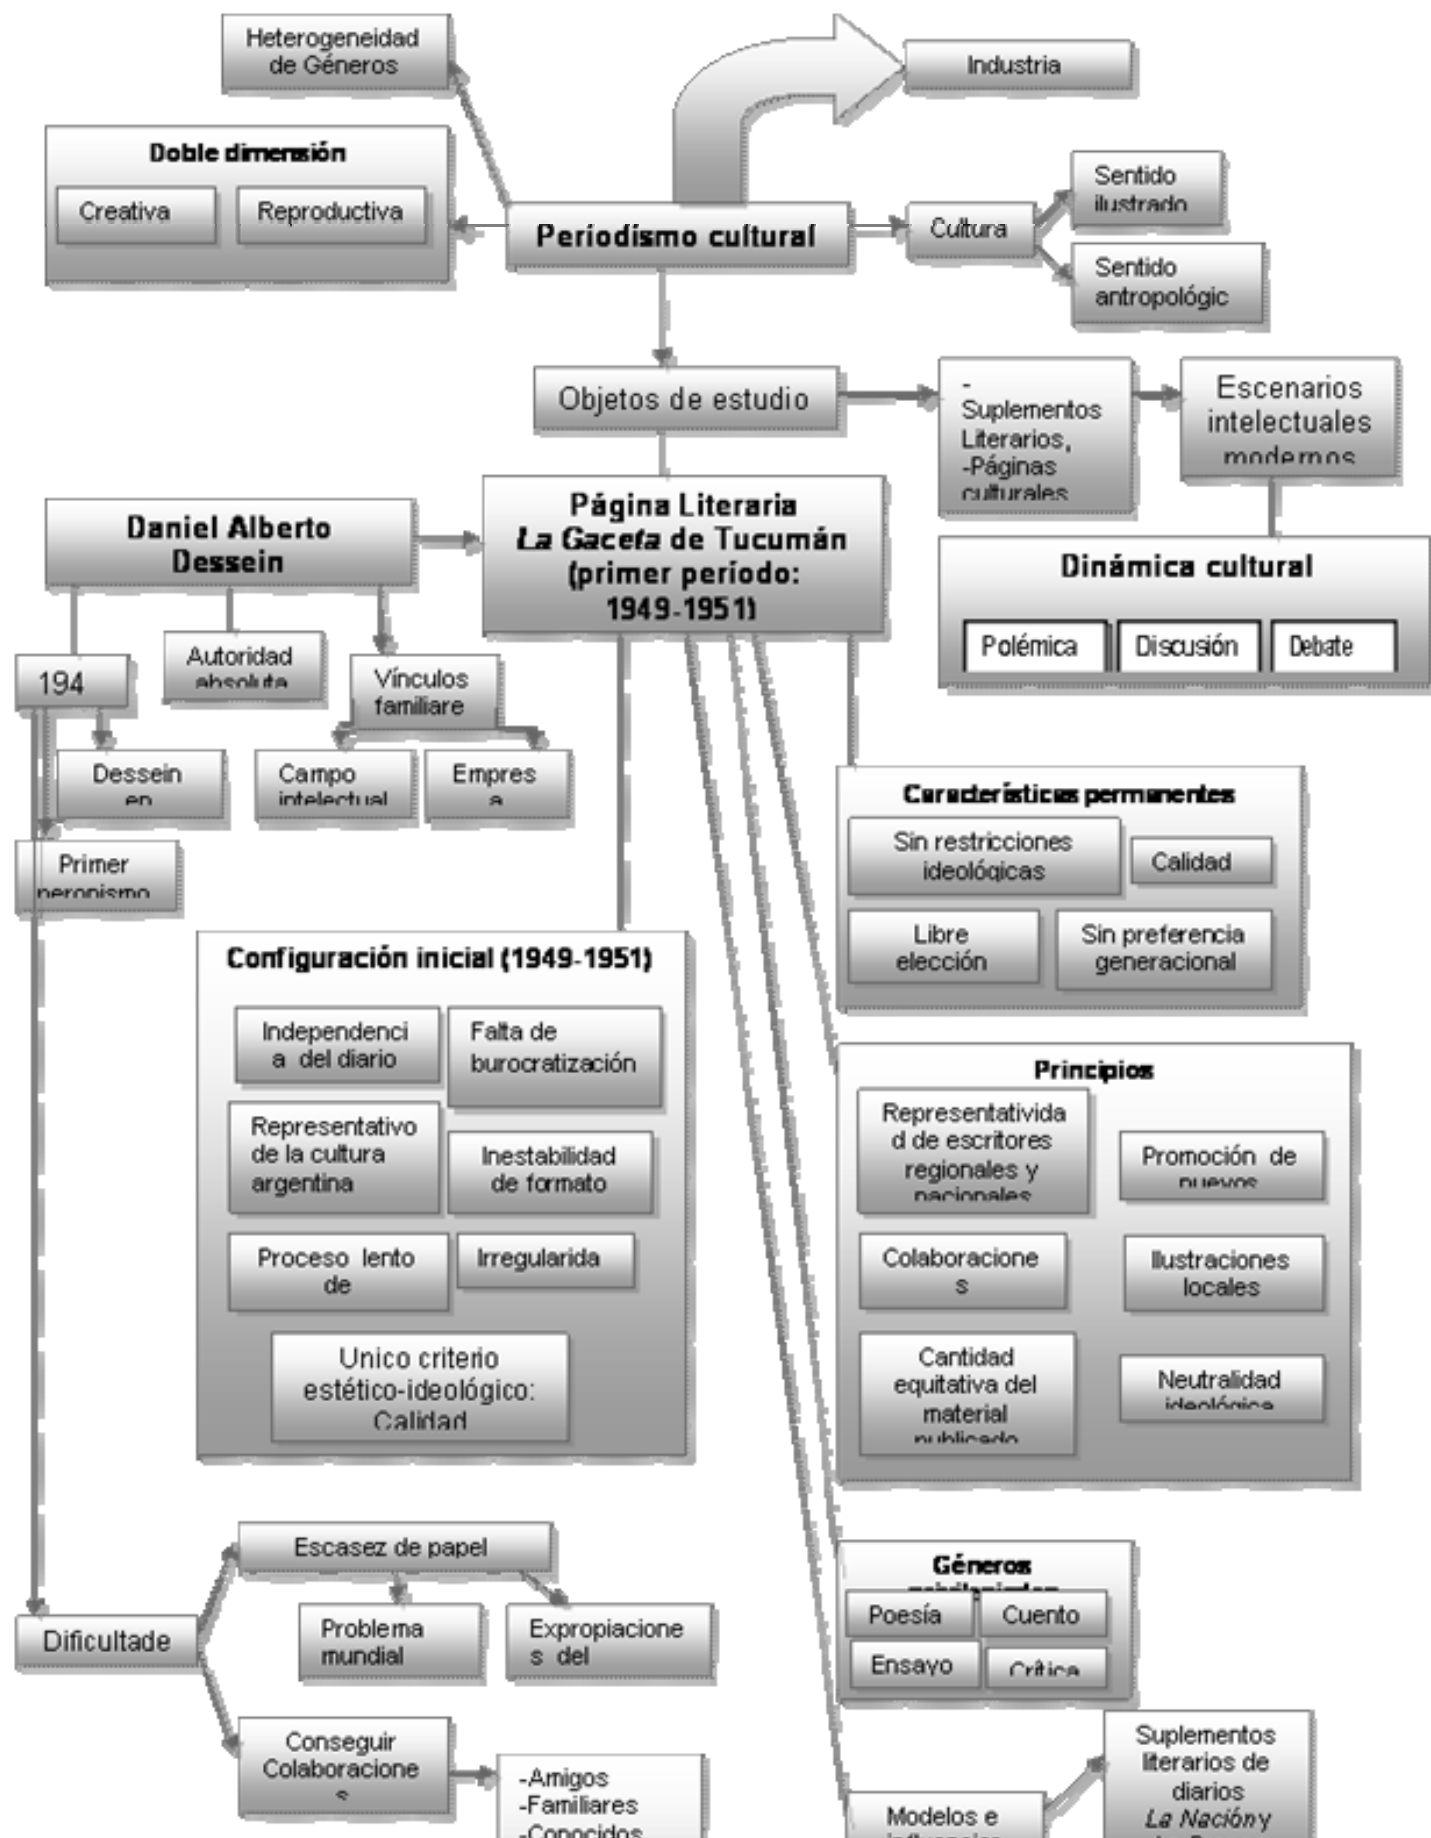 Heterogeneidad
de Géneros
Industria
Doble dimensión
Creativa
Reproductiva
Periodismo cultural
Cultura
Sentido
ilustrado
Sentido
antropológic
Objetos de estudio
-
Suplementos
Literarios,
-Páginas
culturales
Escenarios
intelectuales
modernos
Dinámica cultural
Polémica
Discusión
Debate
Daniel Alberto
Dessein
Página Literaria
La Gaceta de Tucumán
(primer período:
1949-1951)
194
Autoridad
absoluta
Vínculos
familiare
Dessein
en
Campo
intelectual
Empres
a
Primer
peronismo
Características permanentes
Sin restricciones
ideológicas
Calidad
Libre
elección
Sin preferencia
generacional
Configuración inicial (1949-1951)
Independenci
a del diario
Falta de
burocratización
Representativo
de la cultura
argentina
Inestabilidad
de formato
Proceso lento
de
Irregularida
Unico criterio
estético-ideológico:
Calidad
Principios
Representativida
d de escritores
regionales y
nacionales
Promoción de
nuevos
Colaboracione
s
Ilustraciones
locales
Cantidad
equitativa del
material
publicado
Neutralidad
ideológica
Géneros
Poesía
Cuento
Ensayo
Crítica
Dificultade
Escasez de papel
Problema
mundial
Expropiacione
s del
Conseguir
Colaboracione
s
-Amigos
-Familiares
-Conocidos
Modelos e
Suplementos
literarios de
diarios
La Nación y